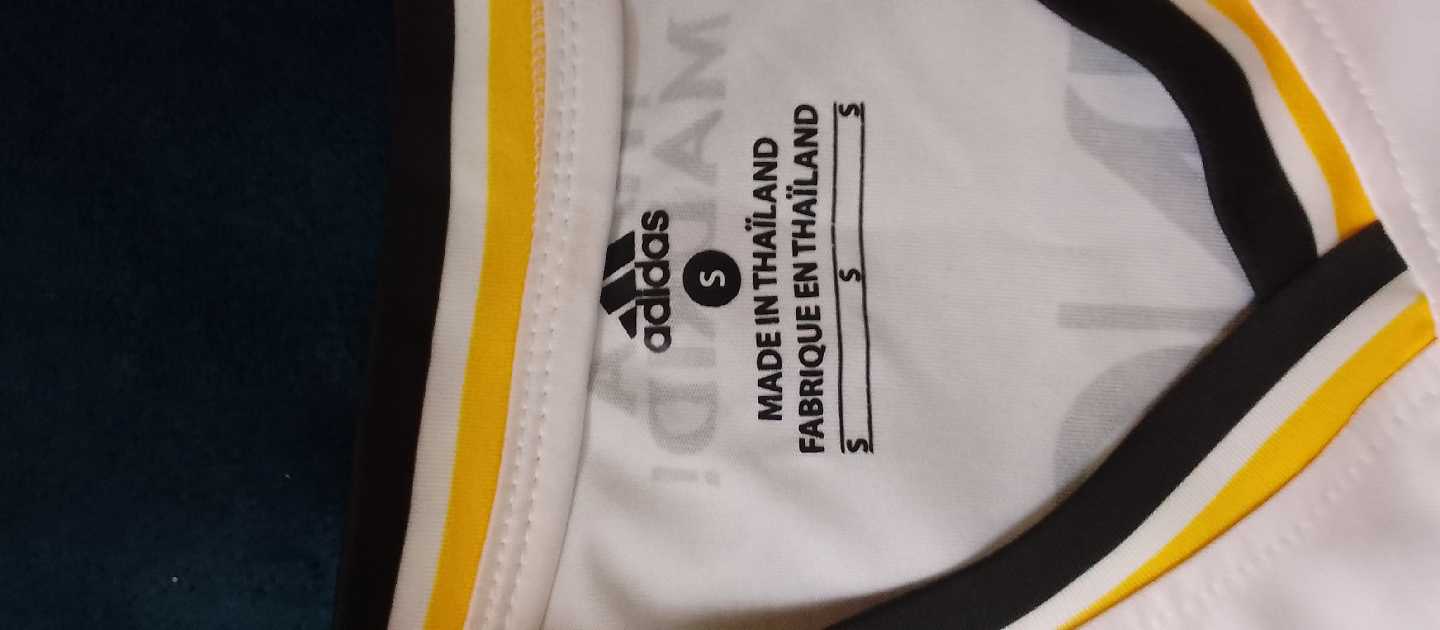 adidas
S
MADE IN THAÏLAND
FABRIQUE EN THAÏLAND
S S S